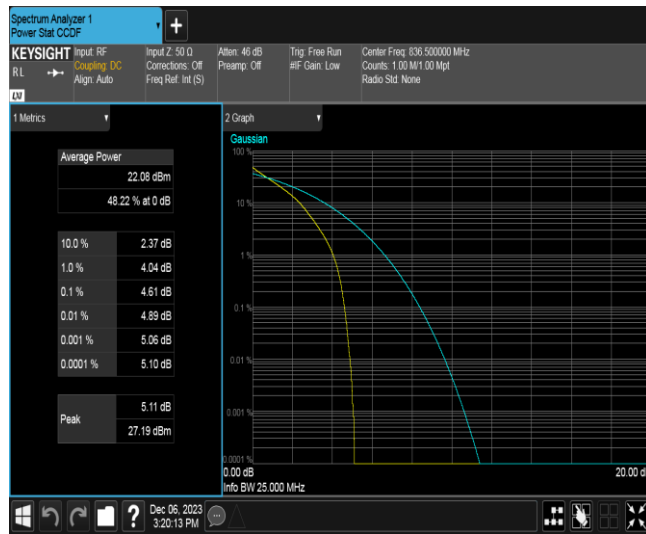 Spectrum Analyzer 1
Power Stat CCDF
+
KEYSIGHT
RL
LXI
Input: RF
Coupling: DC
Align: Auto
Input Z: 50 Ω
Corrections: Off
Freq Ref: Int (S)
Atten: 46 dB
Preamp: Off
Trig: Free Run
#IF Gain: Low
Center Freq: 836.500000 MHz
Counts: 1.00 M/1.00 Mpt
Radio Std: None
1 Metrics
Average Power
22.08 dBm
48.22 % at 0 dB
10.0 % 2.37 dB
1.0 % 4.04 dB
0.1 % 4.61 dB
0.01 % 4.89 dB
0.001 % 5.06 dB
0.0001 % 5.10 dB
Peak
5.11 dB
27.19 dBm
2 Graph
Gaussian
100 %
10 %
1 %
0.1 %
0.01 %
0.001 %
0.0001 %
0.00 dB
20.00 d
Info BW 25.000 MHz
?
Dec 06, 2023
3:20:13 PM